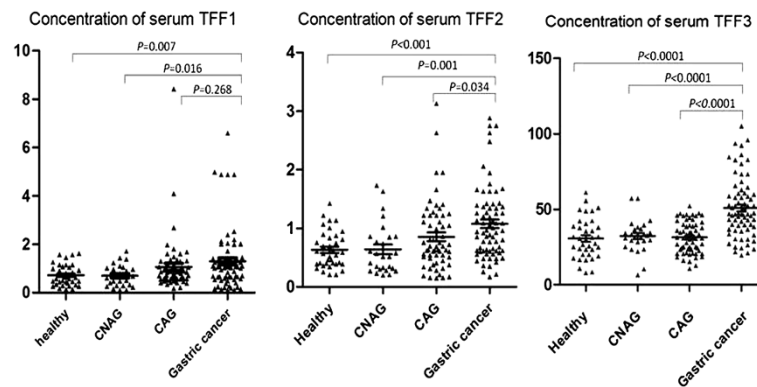 Concentration of serum TFF1
P=0.007
P=0.016
P=0.268
10
8
6
4
2
0
healthy
CNAG
CAG
Gastric cancer
Concentration of serum TFF2
P<0.001
P=0.001
P=0.034
4
3
2
1
0
Healthy
CNAG
CAG
Gastric cancer
Concentration of serum TFF3
P<0.0001
P<0.0001
P<0.0001
150
100
50
0
Healthy
CNAG
CAG
Gastric cancer